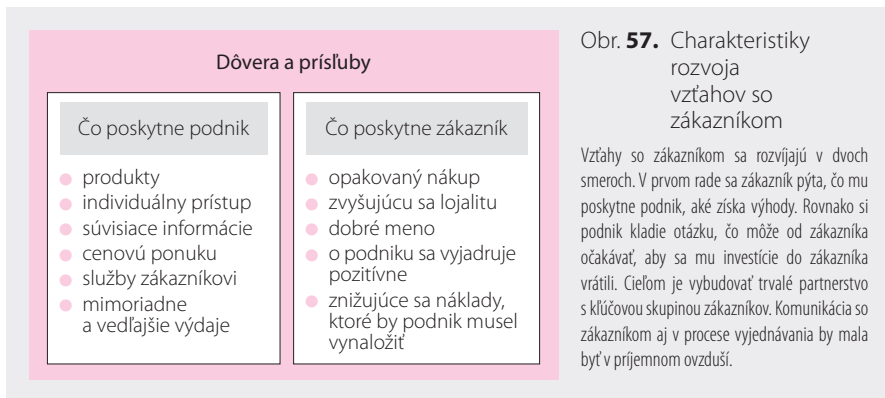 Dôvera a prísľuby
Čo poskytne podnik
produkty
individuálny prístup
súvisiace informácie
cenovú ponuku
služby zákazníkovi
mimoriadne
a vedľajšie výdaje
Čo poskytne zákazník
opakovaný nákup
zvyšujúcu sa lojalitu
dobré meno
o podniku sa vyjadruje
pozitívne
znižujúce sa náklady,
ktoré by podnik musel
vynaložiť
Obr. 57. Charakteristiky
rozvoja
vzťahov so
zákazníkom
Vzťahy so zákazníkom sa rozvíjajú v dvoch
smeroch. V prvom rade sa zákazník pýta, čo mu
poskytne podnik, aké získa výhody. Rovnako si
podnik kladie otázku, čo môže od zákazníka
očakávať, aby sa mu investície do zákazníka
vrátili. Cieľom je vybudovať trvalé partnerstvo
s kľúčovou skupinou zákazníkov. Komunikácia so
zákazníkom aj v procese vyjednávania by mala
byť v príjemnom ovzduší.